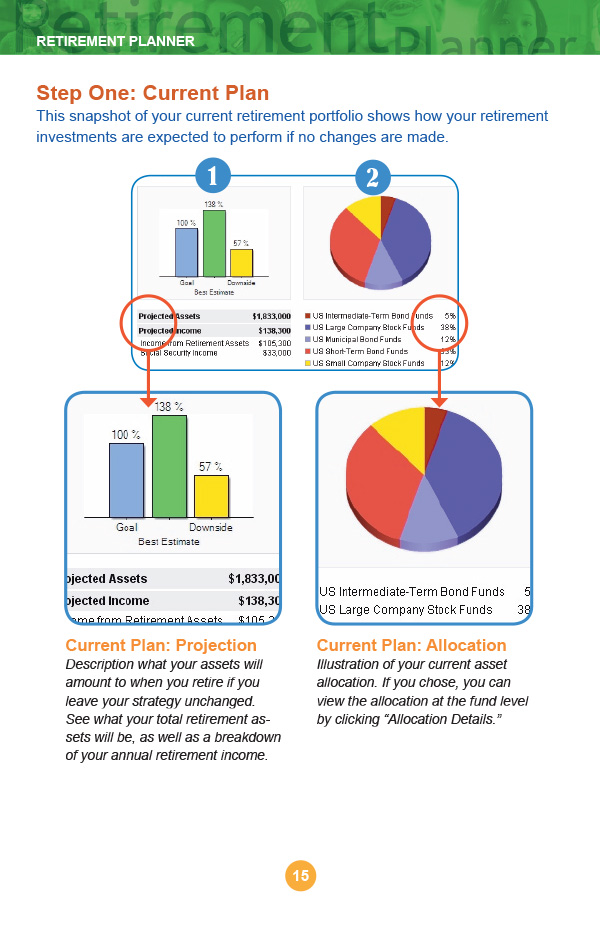 Retirement
Planner
RETIREMENT PLANNER
Step One: Current Plan
This snapshot of your current retirement portfolio shows how your retirement
investments are expected to perform if no changes are made.
1
2
138 %
100 %
57 %
Goal
Downside
Best Estimate
Projected Assets $1,833,000
Projected Income $138,300
Income from Retirement Assets $105,300
Social Security Income $33,000
US Intermediate-Term Bond Funds 5%
US Large Company Stock Funds 38%
US Municipal Bond Funds 12%
US Short-Term Bond Funds 33%
US Small Company Stock Funds 12%
138 %
100 %
57 %
Goal
Downside
Best Estimate
ojected Assets $1,833,00
ojected Income $138,30
ome from Retirement Assets $105,3
US Intermediate-Term Bond Funds 5
US Large Company Stock Funds 38
Current Plan: Projection
Description what your assets will
amount to when you retire if you
leave your strategy unchanged.
See what your total retirement as-
sets will be, as well as a breakdown
of your annual retirement income.
Current Plan: Allocation
Illustration of your current asset
allocation. If you chose, you can
view the allocation at the fund level
by clicking “Allocation Details.”
15